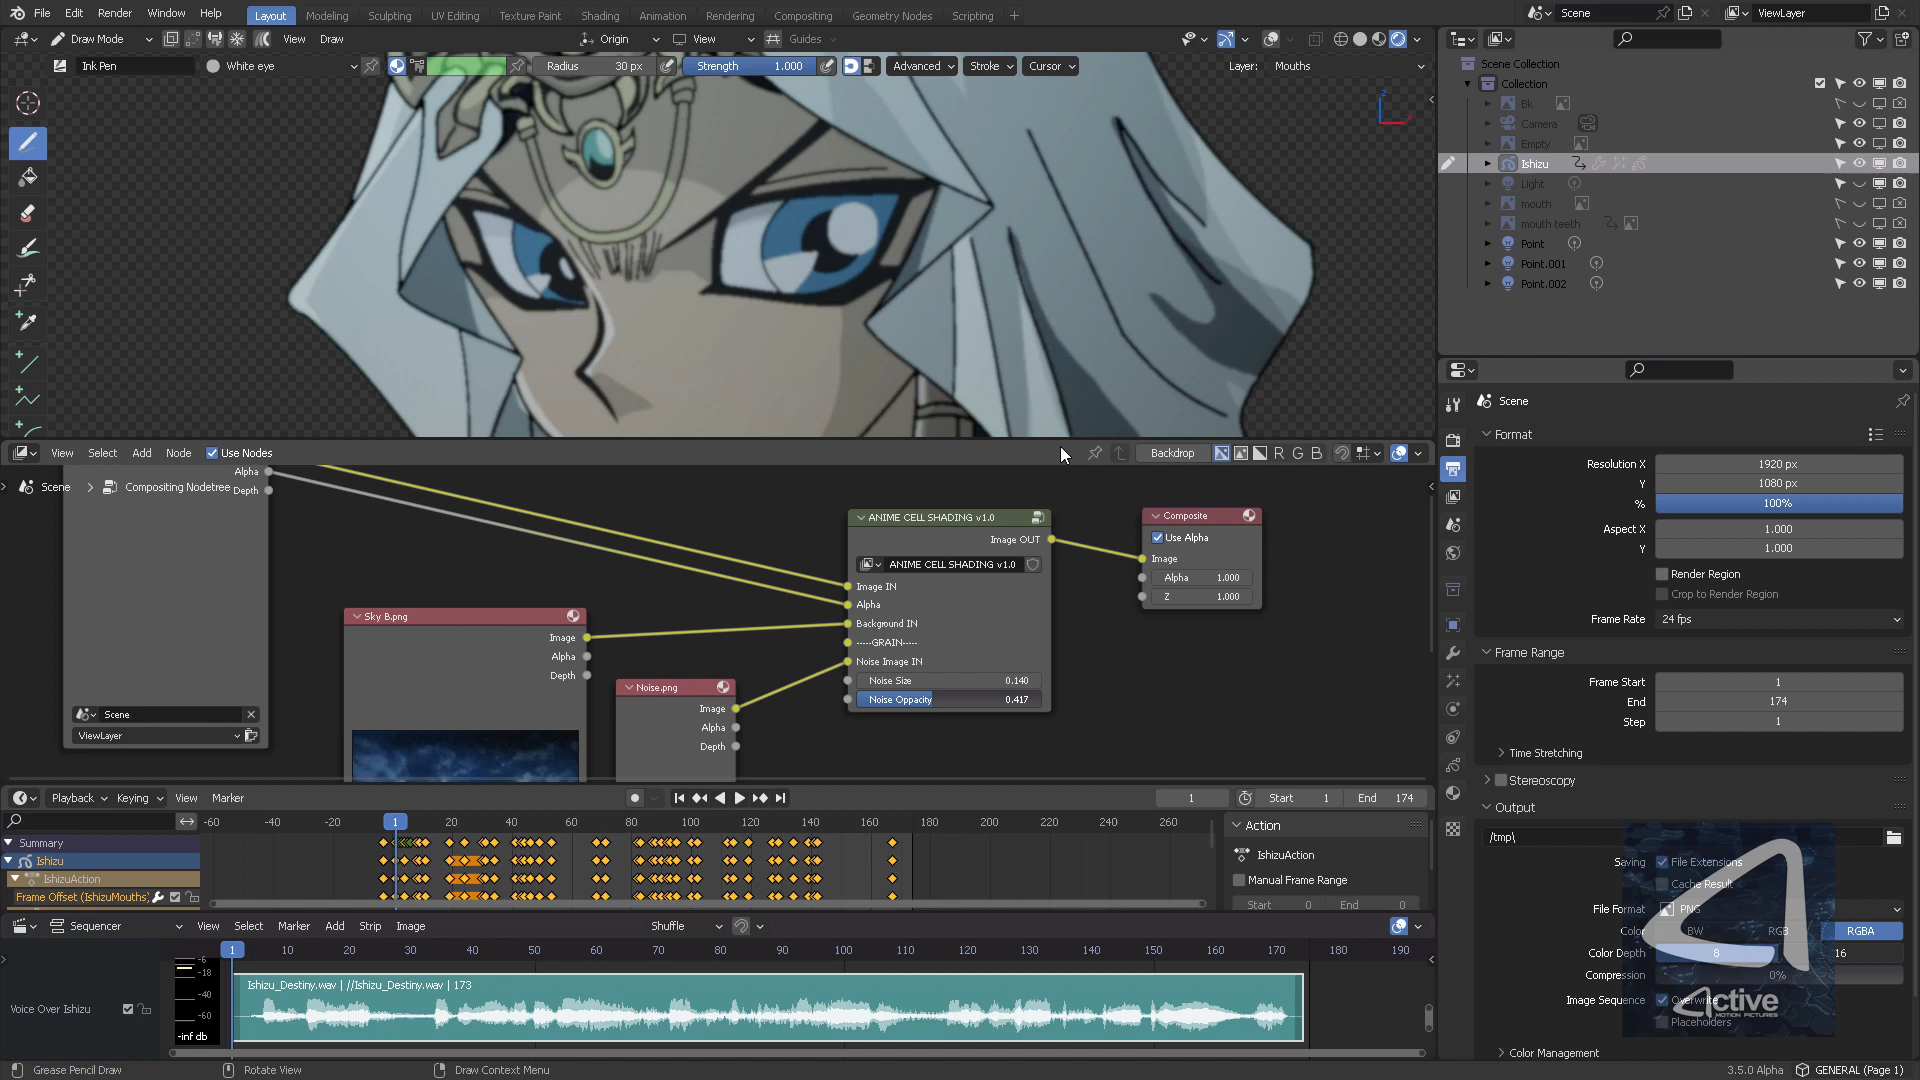 File Edit Render Window Help Layout Modeling Sculpting UV Editing Texture Paint Shading Animation Rendering Compositing Geometry Nodes Scripting + Scene ViewLayer
Draw Mode View Draw Origin View Guides
Ink Pen White eye Radius 30 px Strength 1.000 Advanced Stroke Cursor Layer: Mouths
Scene Collection
Collection
Bk
Camera
Empty
Ishizu
Light
mouth
mouth teeth
Point
Point.001
Point.002
Z
View Select Add Node Use Nodes Backdrop R G B
Scene > Compositing Nodetree
Alpha
Depth
Scene
ViewLayer
Sky B.png
Image
Alpha
Depth
Noise.png
Image
Alpha
Depth
ANIME CELL SHADING v1.0
Image OUT
ANIME CELL SHADING v1.0
Image IN
Alpha
Background IN
-----GRAIN-----
Noise Image IN
Noise Size 0.140
Noise Oppacity 0.417
Composite
Use Alpha
Image
Alpha 1.000
Z 1.000
Scene
Format
Resolution X 1920 px
Y 1080 px
% 100%
Aspect X 1.000
Y 1.000
Render Region
Crop to Render Region
Frame Rate 24 fps
Frame Range
Frame Start 1
End 174
Step 1
Time Stretching
Stereoscopy
Output
/tmp\
Saving File Extensions
Cache Result
File Format PNG
Color BW RGB RGBA
Color Depth 8 16
Compression 0%
Image Sequence Overwrite
Placeholders
Color Management
Active
MOTION PICTURES
Playback Keying View Marker 1 Start 1 End 174
-60 -40 -20 1 20 40 60 80 100 120 140 160 180 200 220 240 260
Summary
Ishizu
IshizuAction
Frame Offset (IshizuMouths)
Action
IshizuAction
Manual Frame Range
Start 0 End 0
Sequencer View Select Marker Add Strip Image Shuffle
1 10 20 30 40 50 60 70 80 90 100 110 120 130 140 150 160 170 180 190
Voice Over Ishizu
-6
-18
-40
-60
-inf db
Ishizu_Destiny.wav | //Ishizu_Destiny.wav | 173
Grease Pencil Draw Rotate View Draw Context Menu 3.5.0 Alpha GENERAL (Page 1)